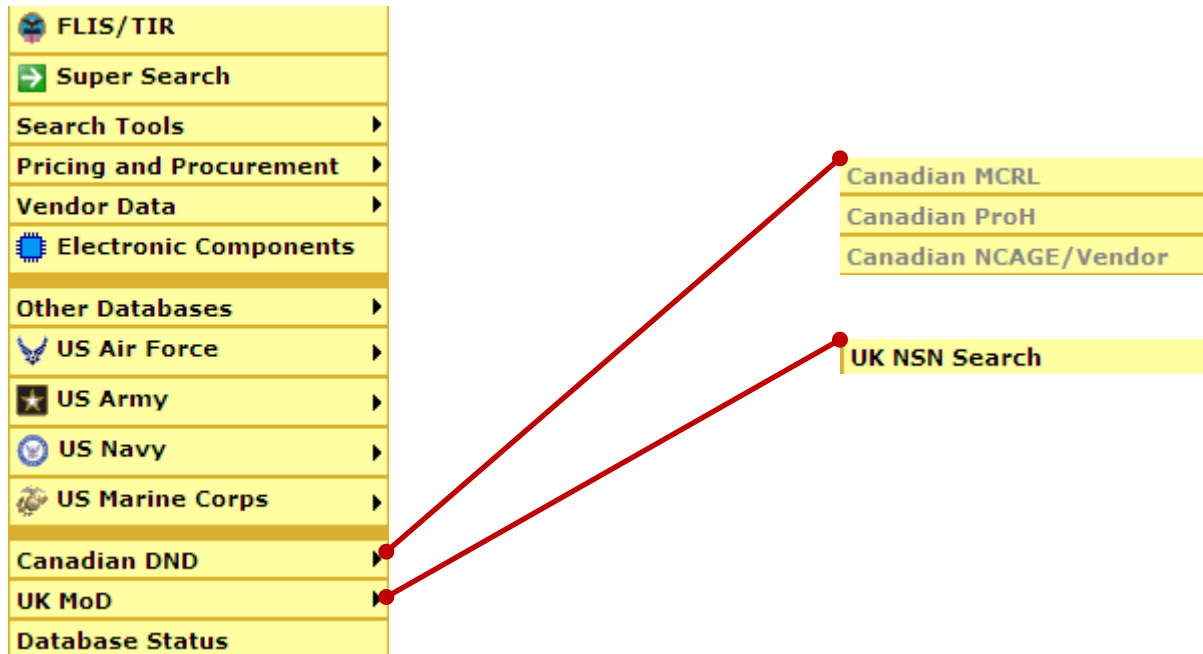 FLIS/TIR
Super Search
Search Tools
Pricing and Procurement
Vendor Data
Electronic Components
Other Databases
US Air Force
US Army
US Navy
US Marine Corps
Canadian DND
UK MoD
Database Status
Canadian MCRL
Canadian ProH
Canadian NCAGE/Vendor
UK NSN Search